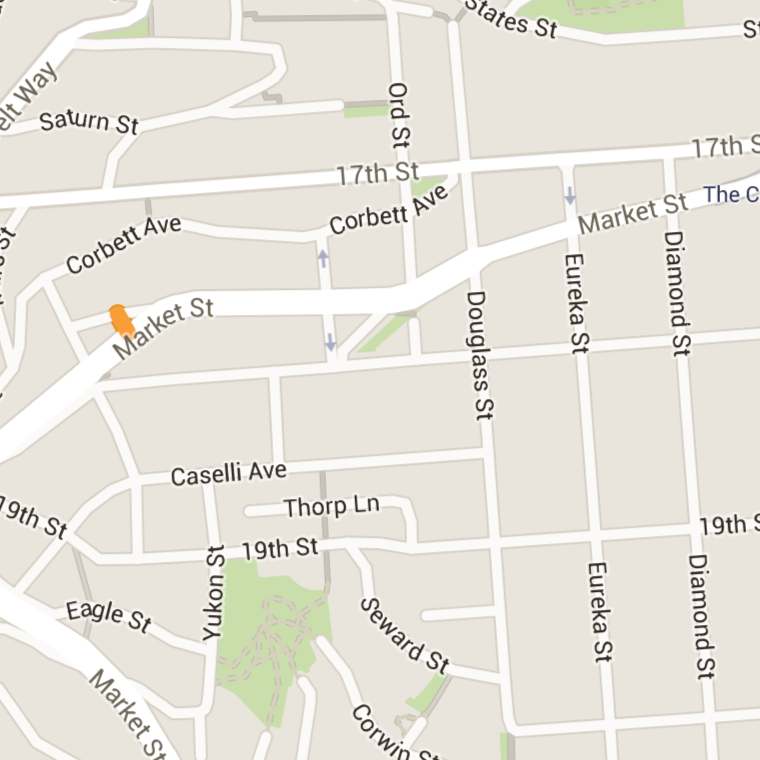 States St
St
elt Way
Saturn St
Ord St
17th St
17th S
Corbett Ave
Corbett Ave
Market St
The C
Market St
Eureka St
Diamond St
Douglass St
Caselli Ave
Thorp Ln
19th St
19th St
19th S
Yukon St
Eagle St
Seward St
Eureka St
Diamond St
Market St
Corwin St